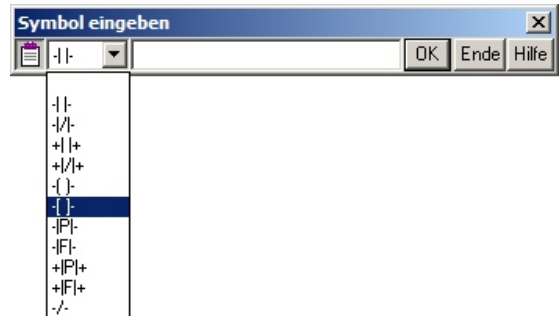 Symbol eingeben
-| |- OK Ende Hilfe
-| |-
-|/|-
+| |+
+|/|+
-( )-
-[ ]-
-|P|-
-|F|-
+|P|+
+|F|+
-/-